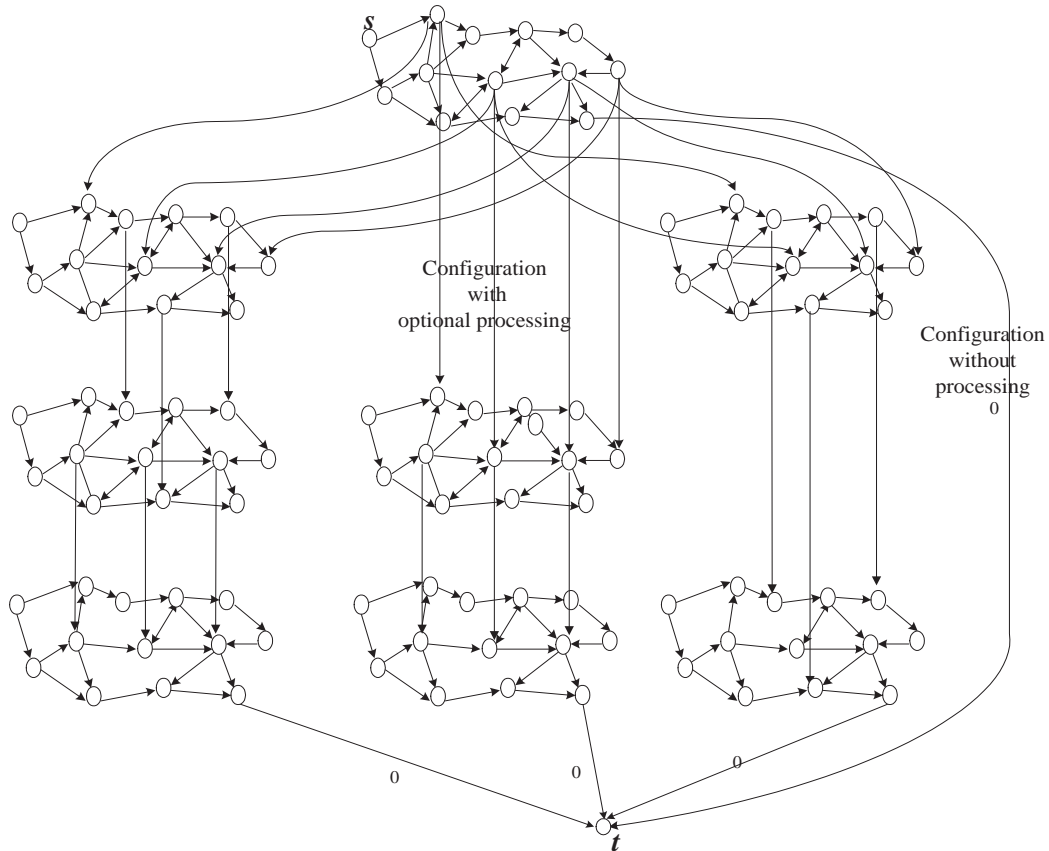 s
Configuration
with
optional processing
Configuration
without
processing
0
0
0
0
t